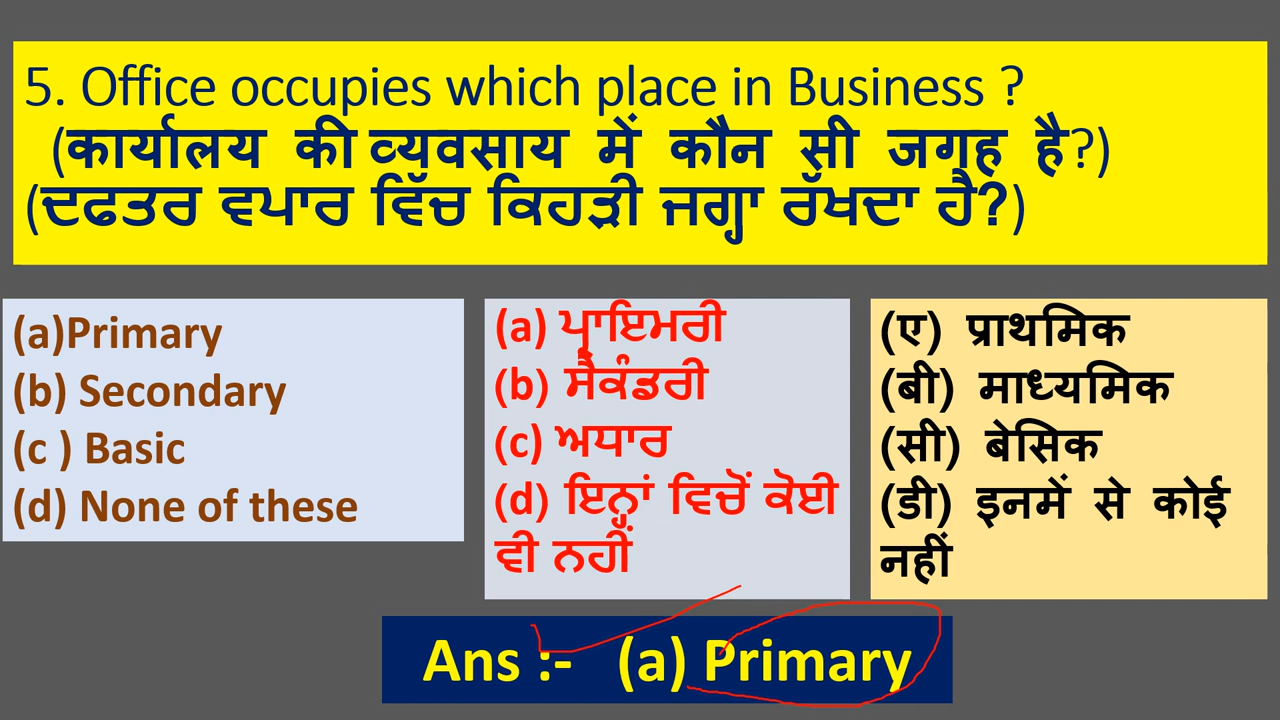 5. Office occupies which place in Business ?
(कार्यालय की व्यवसाय में कौन सी जगह है?)
(ਦਫਤਰ ਵਪਾਰ ਵਿੱਚ ਕਿਹੜੀ ਜਗ੍ਹਾ ਰੱਖਦਾ ਹੈ?)
(a)Primary
(b) Secondary
(c ) Basic
(d) None of these
(a) ਪ੍ਰਾਇਮਰੀ
(b) ਸੈਕੰਡਰੀ
(c) ਅਧਾਰ
(d) ਇਨ੍ਹਾਂ ਵਿਚੋਂ ਕੋਈ
ਵੀ ਨਹੀਂ
(ए) प्राथमिक
(बी) माध्यमिक
(सी) बेसिक
(डी) इनमें से कोई
नहीं
Ans :- (a) Primary